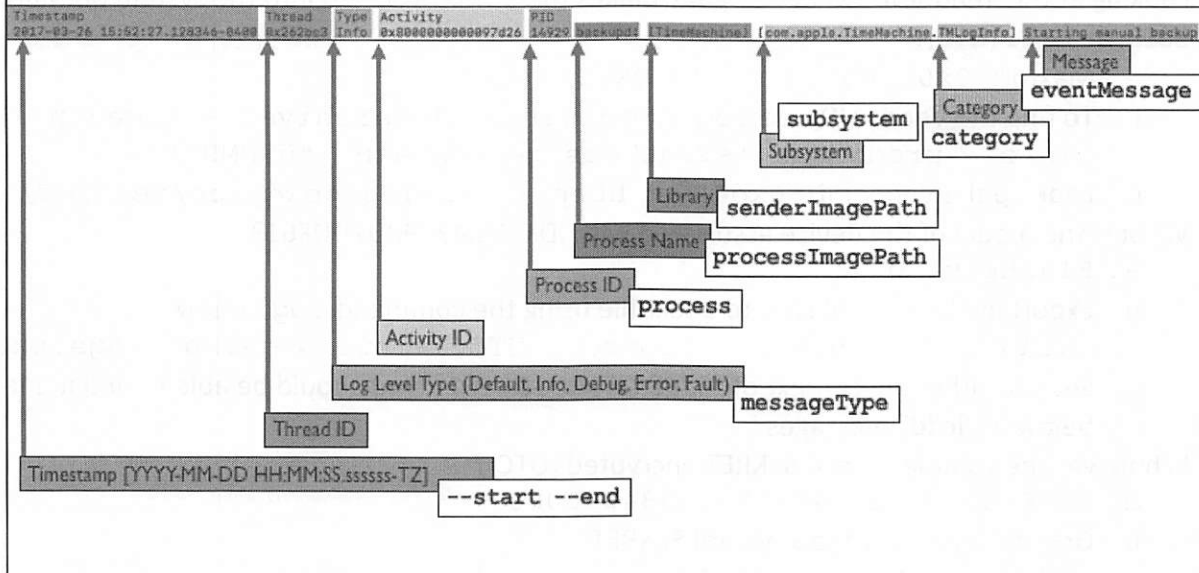 Timestamp Thread Type Activity PID
2017-03-26 15:52:27.128346-0400 0x262bc3 Info 0x8000000000097d26 14929 backupd: [TimeMachine] [com.apple.TimeMachine.TMLogInfo] Starting manual backup
Message
eventMessage
Category
category
subsystem
Subsystem
Library
senderImagePath
Process Name
processImagePath
Process ID
process
Activity ID
Log Level Type (Default, Info, Debug, Error, Fault)
messageType
Thread ID
Timestamp [YYYY-MM-DD HH:MM:SS.ssssss-TZ]
--start --end